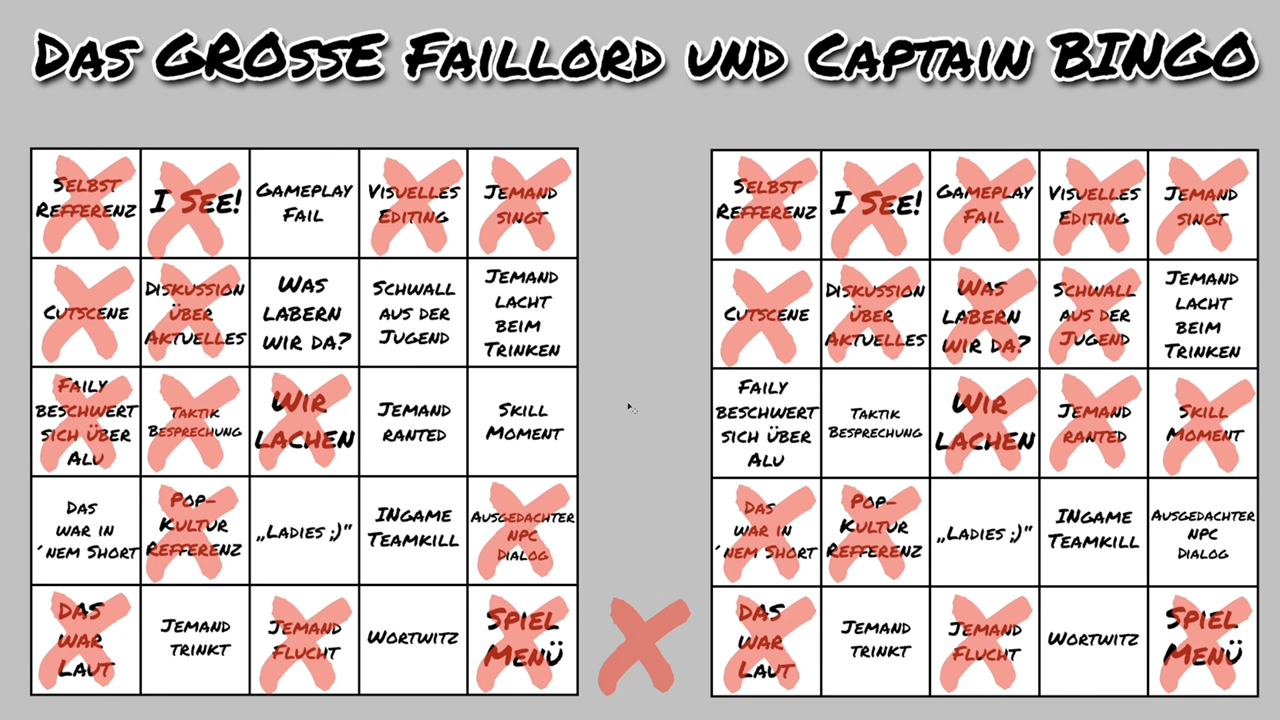 Das GROSSE Faillord und Captain BINGO
Selbst
Refferenz
I See!
Gameplay
Fail
Visuelles
Editing
Jemand
singt
Cutscene
Diskussion
über
Aktuelles
Was
labern
wir da?
Schwall
aus der
Jugend
Jemand
lacht
beim
Trinken
Faily
beschwert
sich über
Alu
Taktik
Besprechung
Wir
lachen
Jemand
ranted
Skill
Moment
Das
war in
´nem Short
Pop-
Kultur
Refferenz
„Ladies ;)“
INgame
Teamkill
Ausgedachter
NPC
Dialog
Das
war
Laut
Jemand
trinkt
Jemand
Flucht
Wortwitz
Spiel
Menü
Selbst
Refferenz
I See!
Gameplay
Fail
Visuelles
Editing
Jemand
singt
Cutscene
Diskussion
über
Aktuelles
Was
labern
wir da?
Schwall
aus der
Jugend
Jemand
lacht
beim
Trinken
Faily
beschwert
sich über
Alu
Taktik
Besprechung
Wir
lachen
Jemand
ranted
Skill
Moment
Das
war in
´nem Short
Pop-
Kultur
Refferenz
„Ladies ;)“
INgame
Teamkill
Ausgedachter
NPC
Dialog
Das
war
Laut
Jemand
trinkt
Jemand
Flucht
Wortwitz
Spiel
Menü